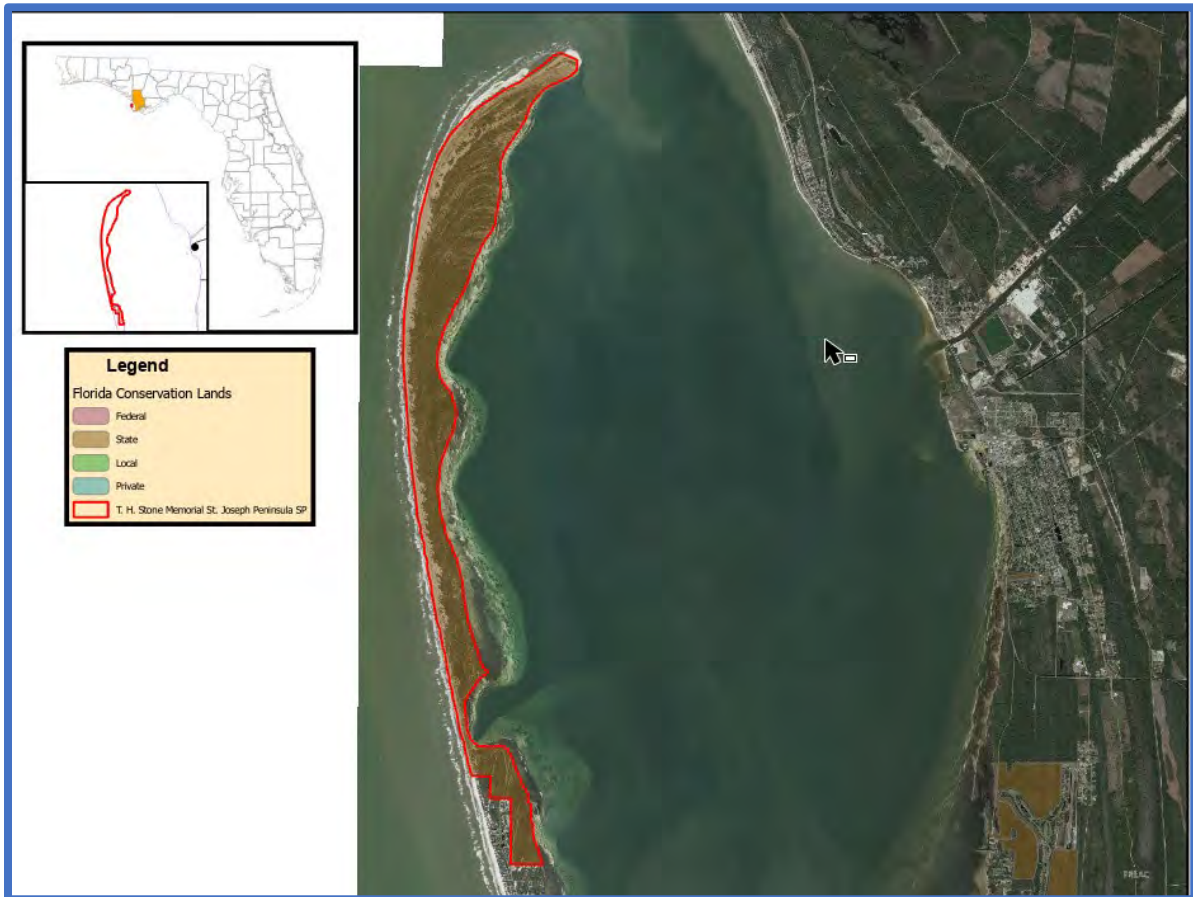 Legend
Florida Conservation Lands
Federal
State
Local
Private
T. H. Stone Memorial St. Joseph Peninsula SP
FREAC